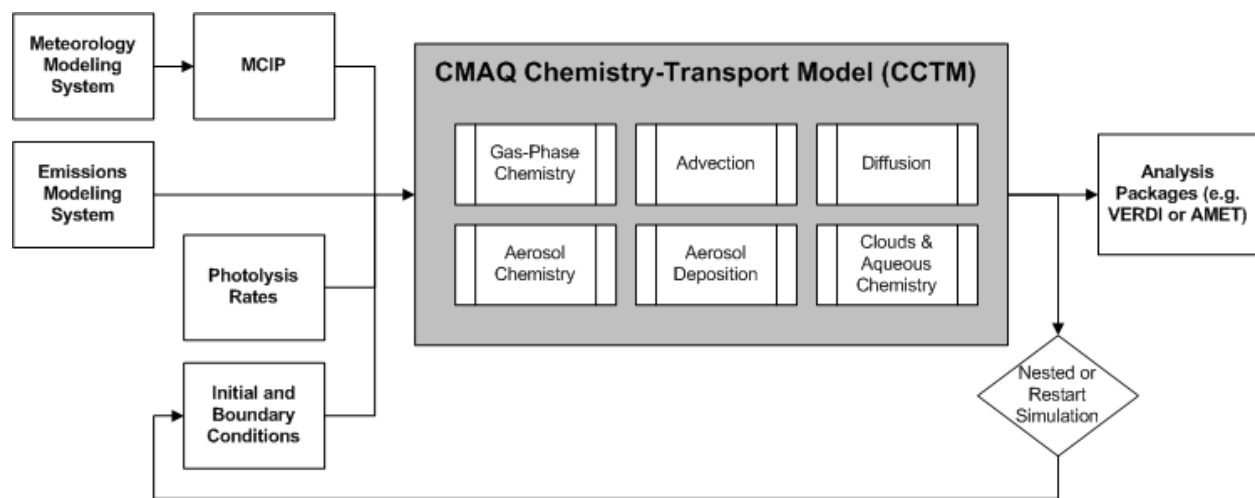 Meteorology
Modeling
System
MCIP
Emissions
Modeling
System
Photolysis
Rates
Initial and
Boundary
Conditions
CMAQ Chemistry-Transport Model (CCTM)
Gas-Phase
Chemistry
Advection
Diffusion
Aerosol
Chemistry
Aerosol
Deposition
Clouds &
Aqueous
Chemistry
Analysis
Packages (e.g.
VERDI or AMET)
Nested or
Restart
Simulation